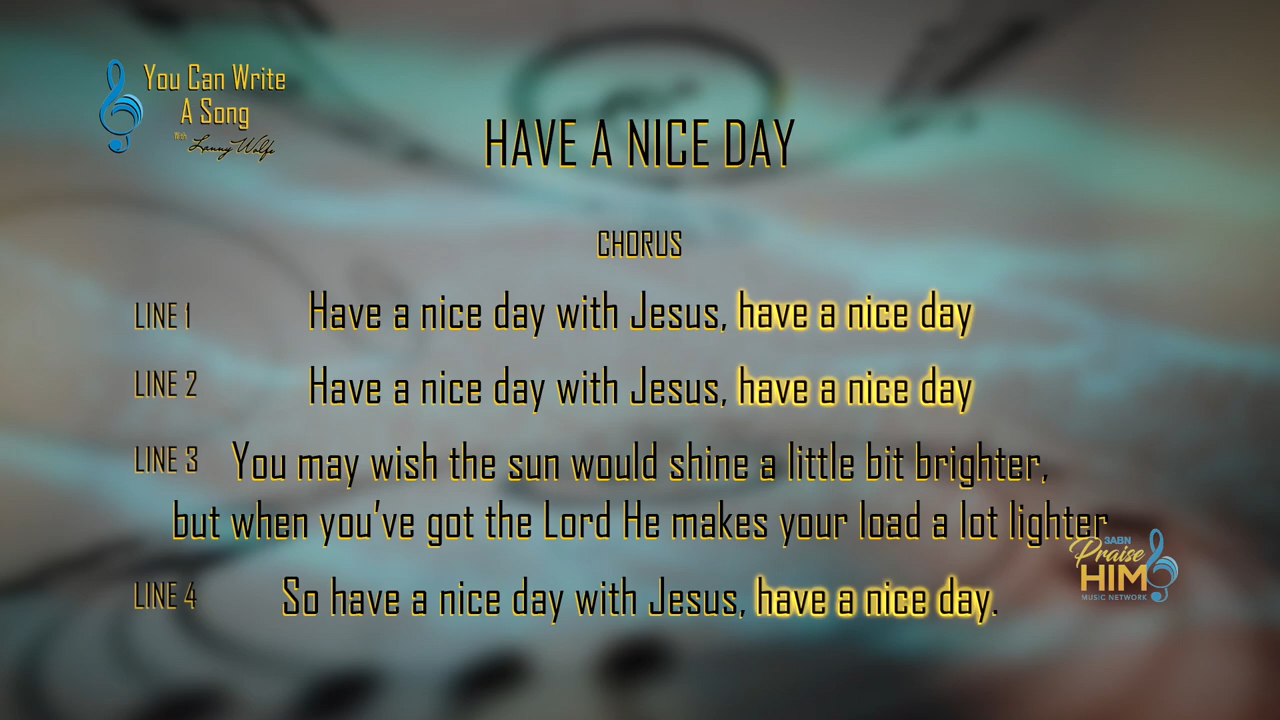 You Can Write
A Song
With Lanny Wolfe
HAVE A NICE DAY
CHORUS
LINE 1 Have a nice day with Jesus, have a nice day
LINE 2 Have a nice day with Jesus, have a nice day
LINE 3 You may wish the sun would shine a little bit brighter,
but when you've got the Lord He makes your load a lot lighter
LINE 4 So have a nice day with Jesus, have a nice day.
3ABN
Praise
HIM
MUSIC NETWORK